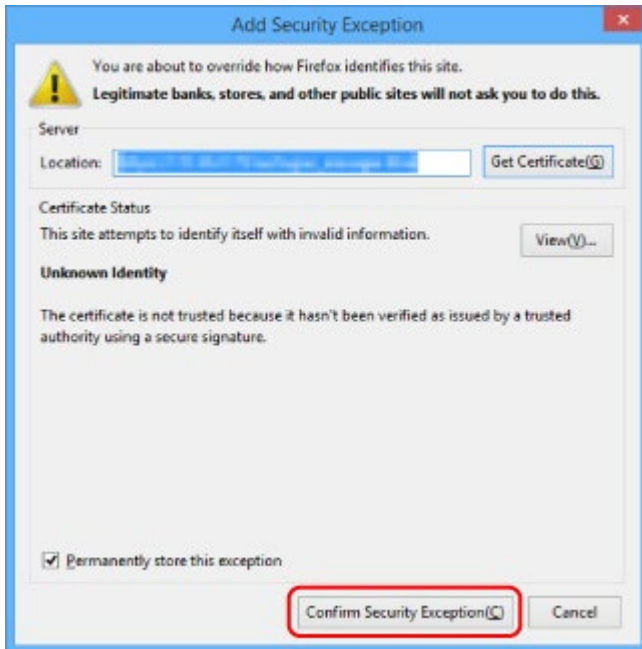 Add Security Exception
You are about to override how Firefox identifies this site.
Legitimate banks, stores, and other public sites will not ask you to do this.
Server
Location:
Get Certificate(G)
Certificate Status
This site attempts to identify itself with invalid information.
View(V)...
Unknown Identity
The certificate is not trusted because it hasn't been verified as issued by a trusted
authority using a secure signature.
Permanently store this exception
Confirm Security Exception(C)
Cancel